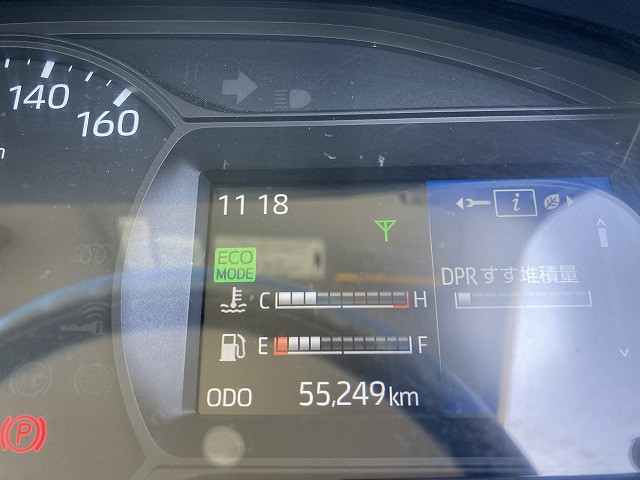 140
160
11 18
i
ECO
MODE
DPRすす堆積量
C H
E F
ODO 55,249km
P